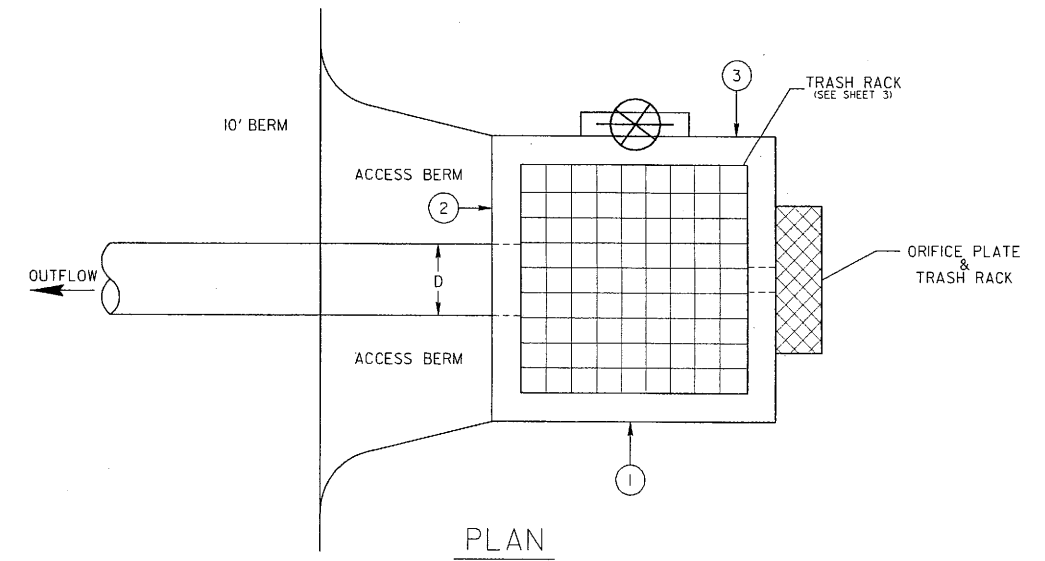 3
TRASH RACK
(SEE SHEET 3)
10' BERM
ACCESS BERM
2
ORIFICE PLATE
&
TRASH RACK
OUTFLOW
D
ACCESS BERM
1
PLAN